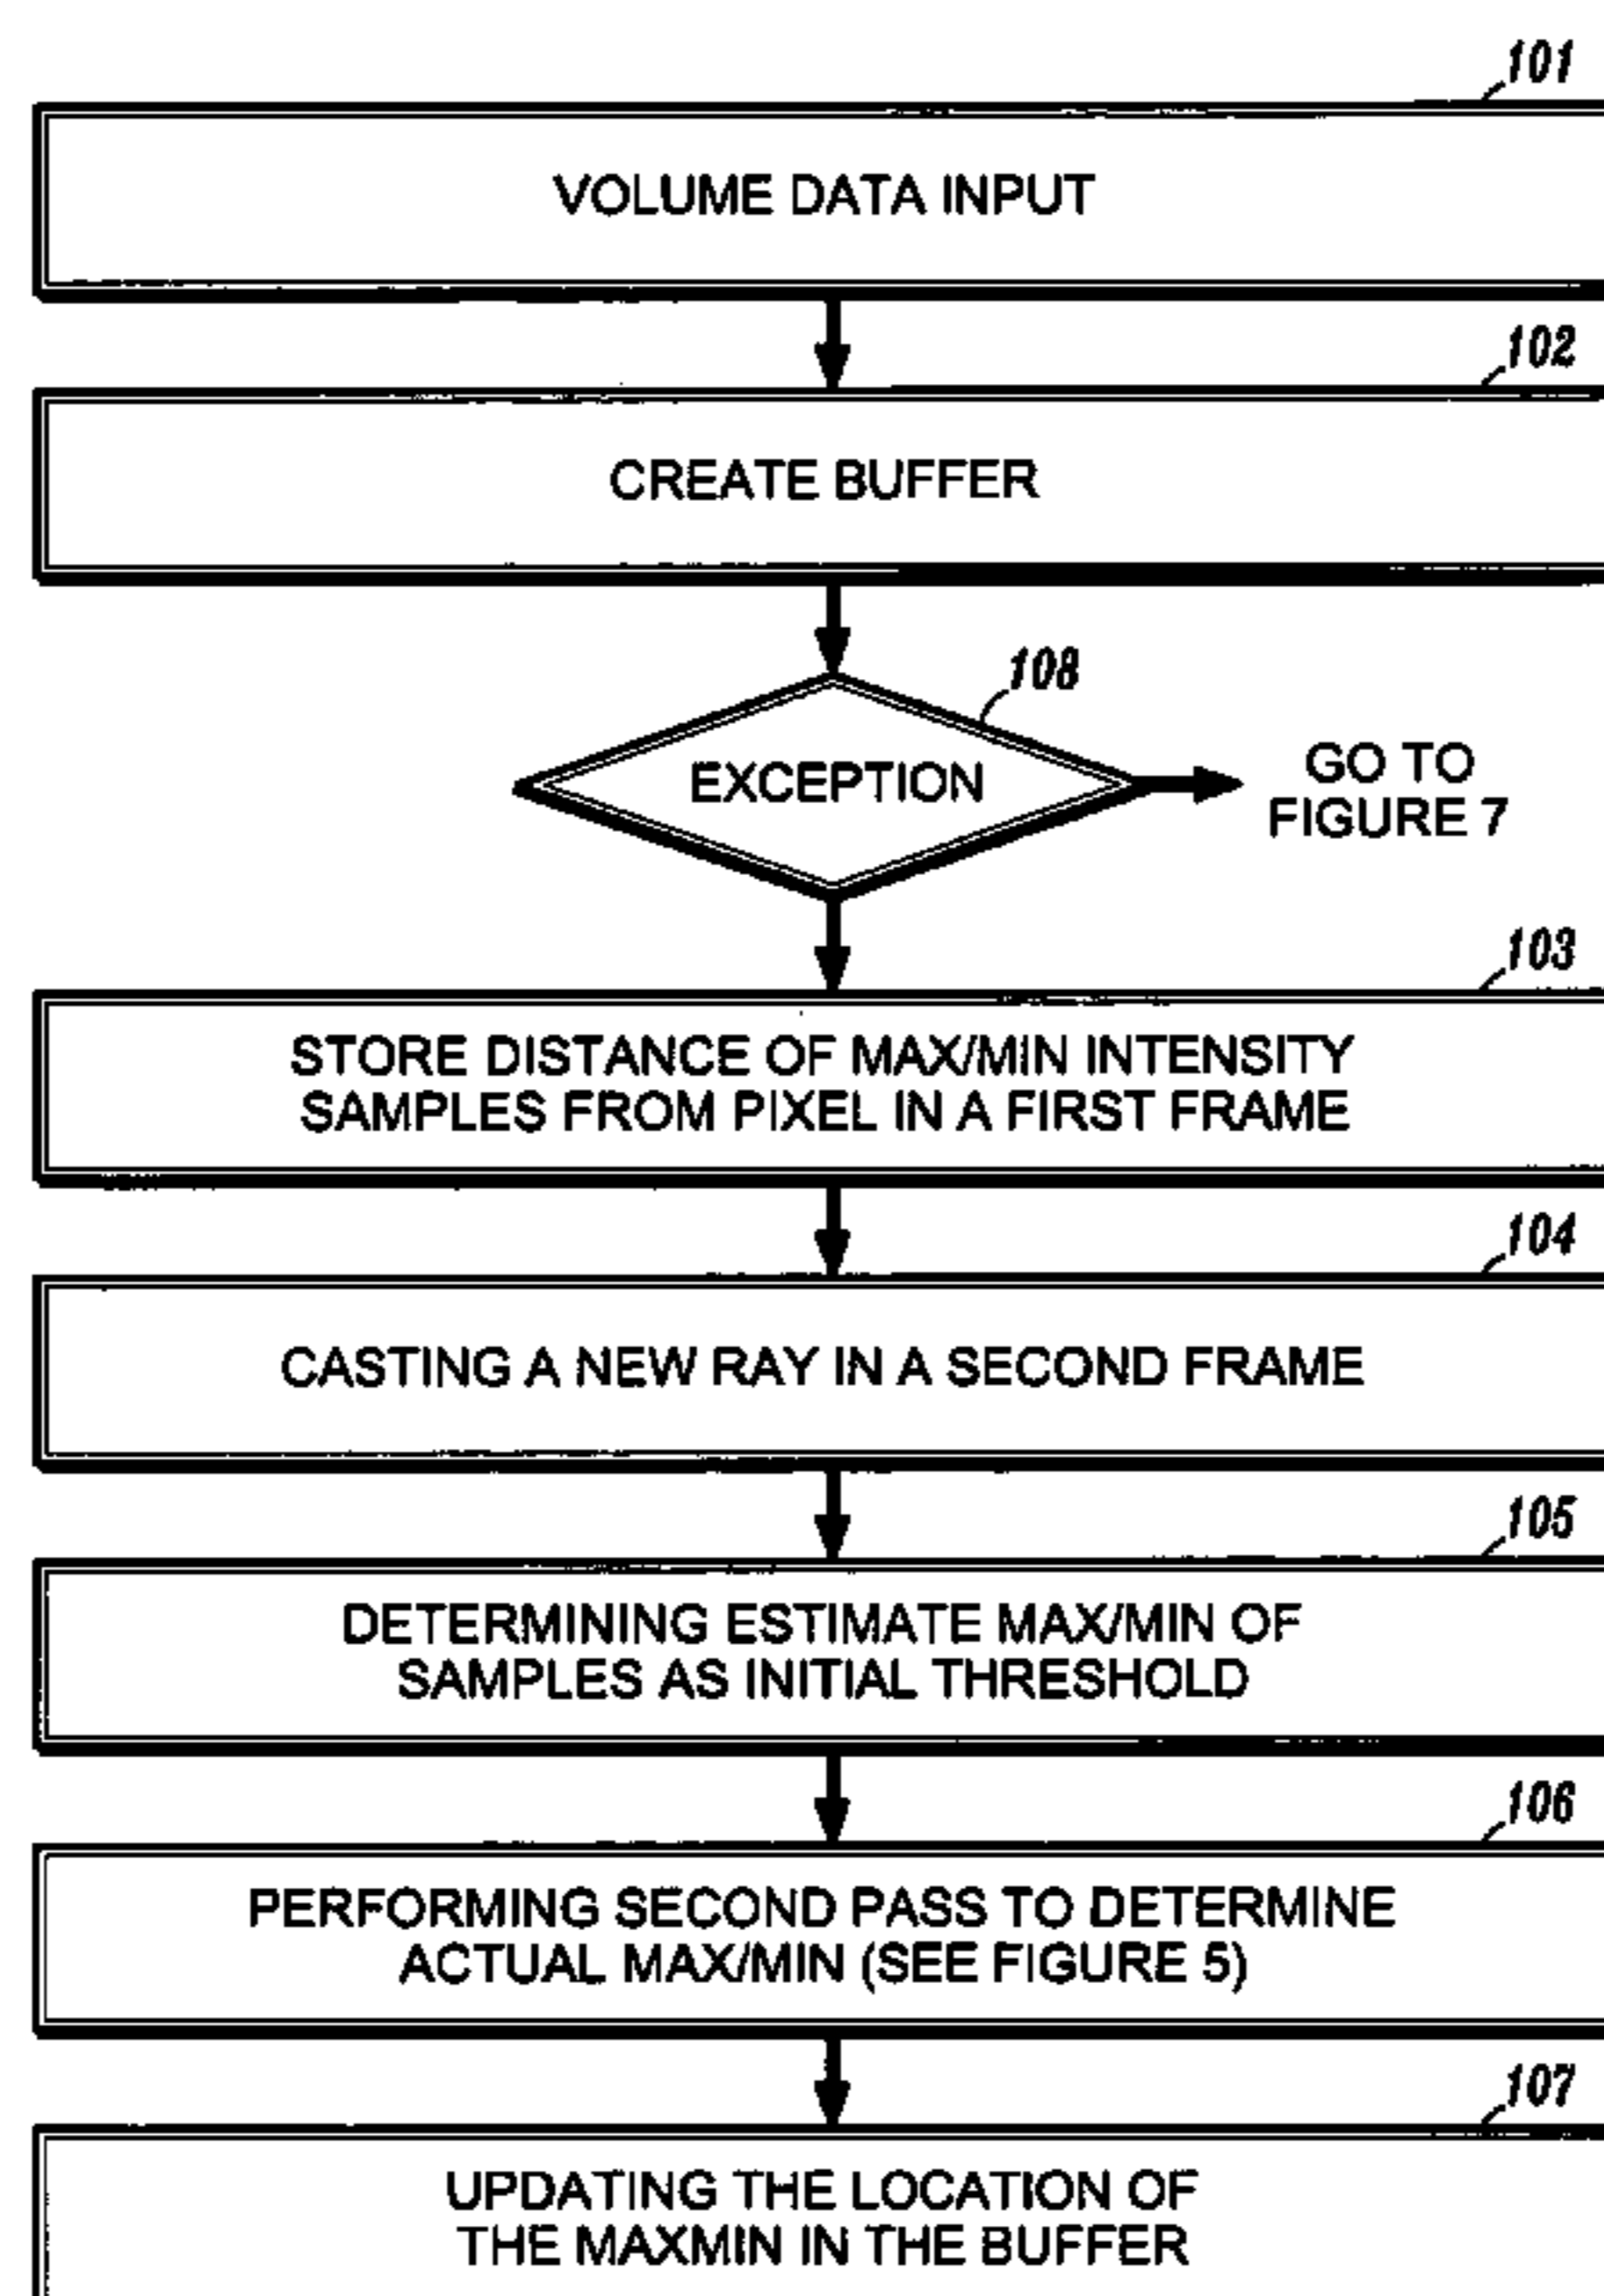 101
VOLUME DATA INPUT
102
CREATE BUFFER
108
EXCEPTION
GO TO
FIGURE 7
103
STORE DISTANCE OF MAX/MIN INTENSITY
SAMPLES FROM PIXEL IN A FIRST FRAME
104
CASTING A NEW RAY IN A SECOND FRAME
105
DETERMINING ESTIMATE MAX/MIN OF
SAMPLES AS INITIAL THRESHOLD
106
PERFORMING SECOND PASS TO DETERMINE
ACTUAL MAX/MIN (SEE FIGURE 5)
107
UPDATING THE LOCATION OF
THE MAXMIN IN THE BUFFER